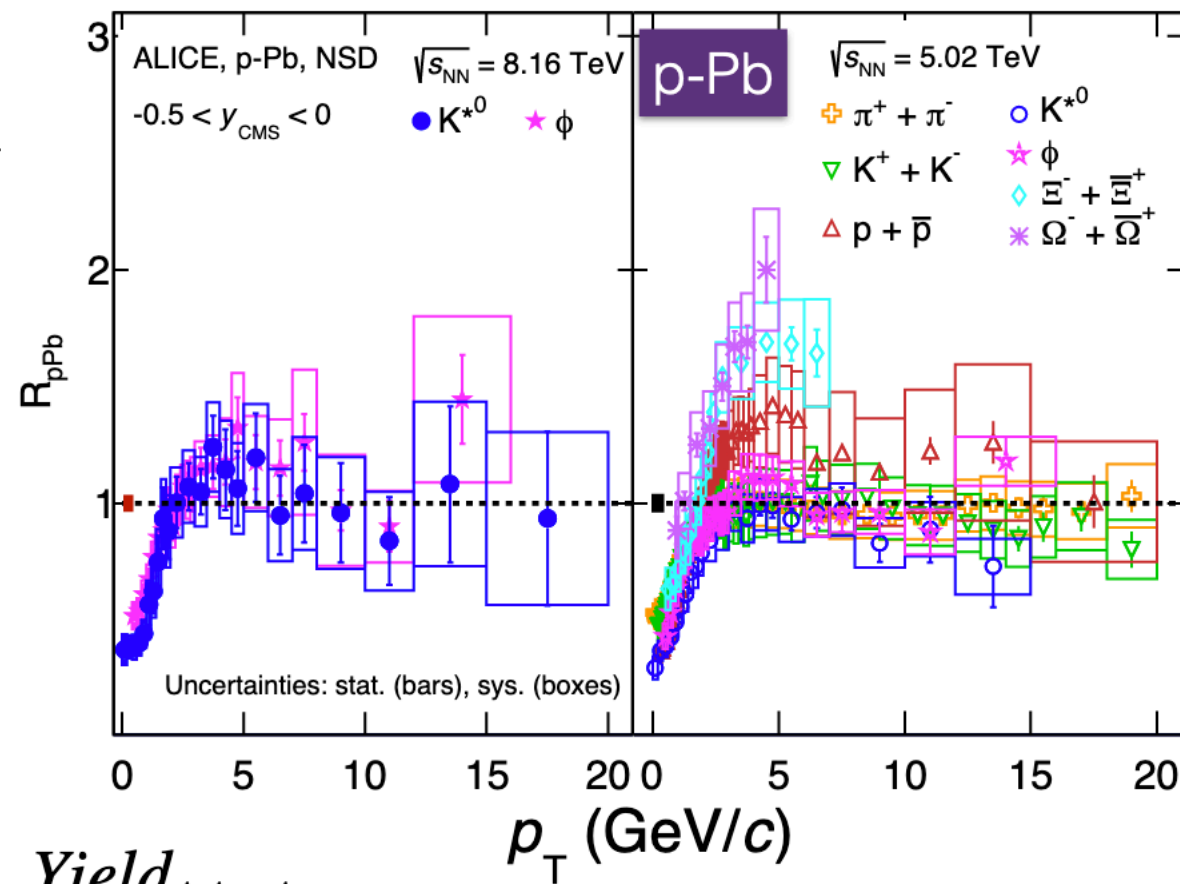 3
ALICE, p-Pb, NSD
√sNN = 8.16 TeV
-0.5 < yCMS < 0
K*0
ϕ
p-Pb
√sNN = 5.02 TeV
π+ + π-
K*0
ϕ
K+ + K-
Ξ- + Ξ̅+
p + p̅
Ω- + Ω̅+
2
RpPb
1
Uncertainties: stat. (bars), sys. (boxes)
0 5 10 15 20 0 5 10 15 20
pT (GeV/c)
Yield